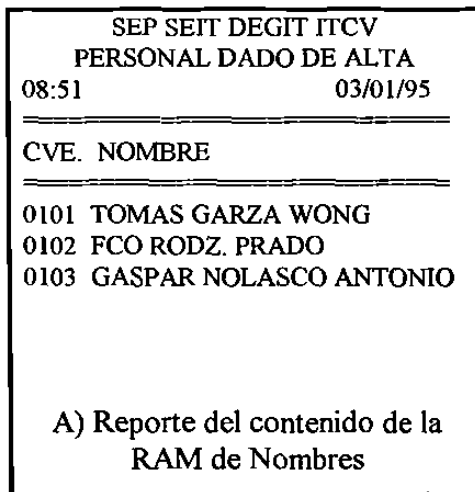 SEP SEIT DEGIT ITCV
PERSONAL DADO DE ALTA
08:51 03/01/95
CVE. NOMBRE
0101 TOMAS GARZA WONG
0102 FCO RODZ. PRADO
0103 GASPAR NOLASCO ANTONIO
A) Reporte del contenido de la
RAM de Nombres